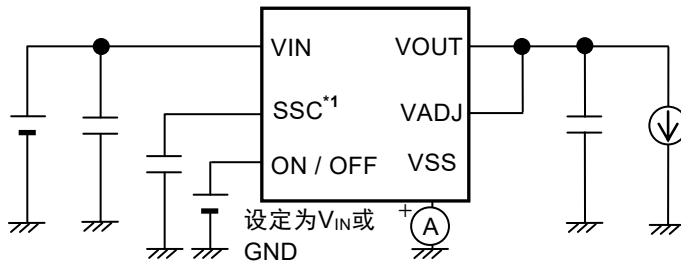 VIN
VOUT
SSC*1
VADJ
ON / OFF
VSS
设定为VIN或
GND
+
A